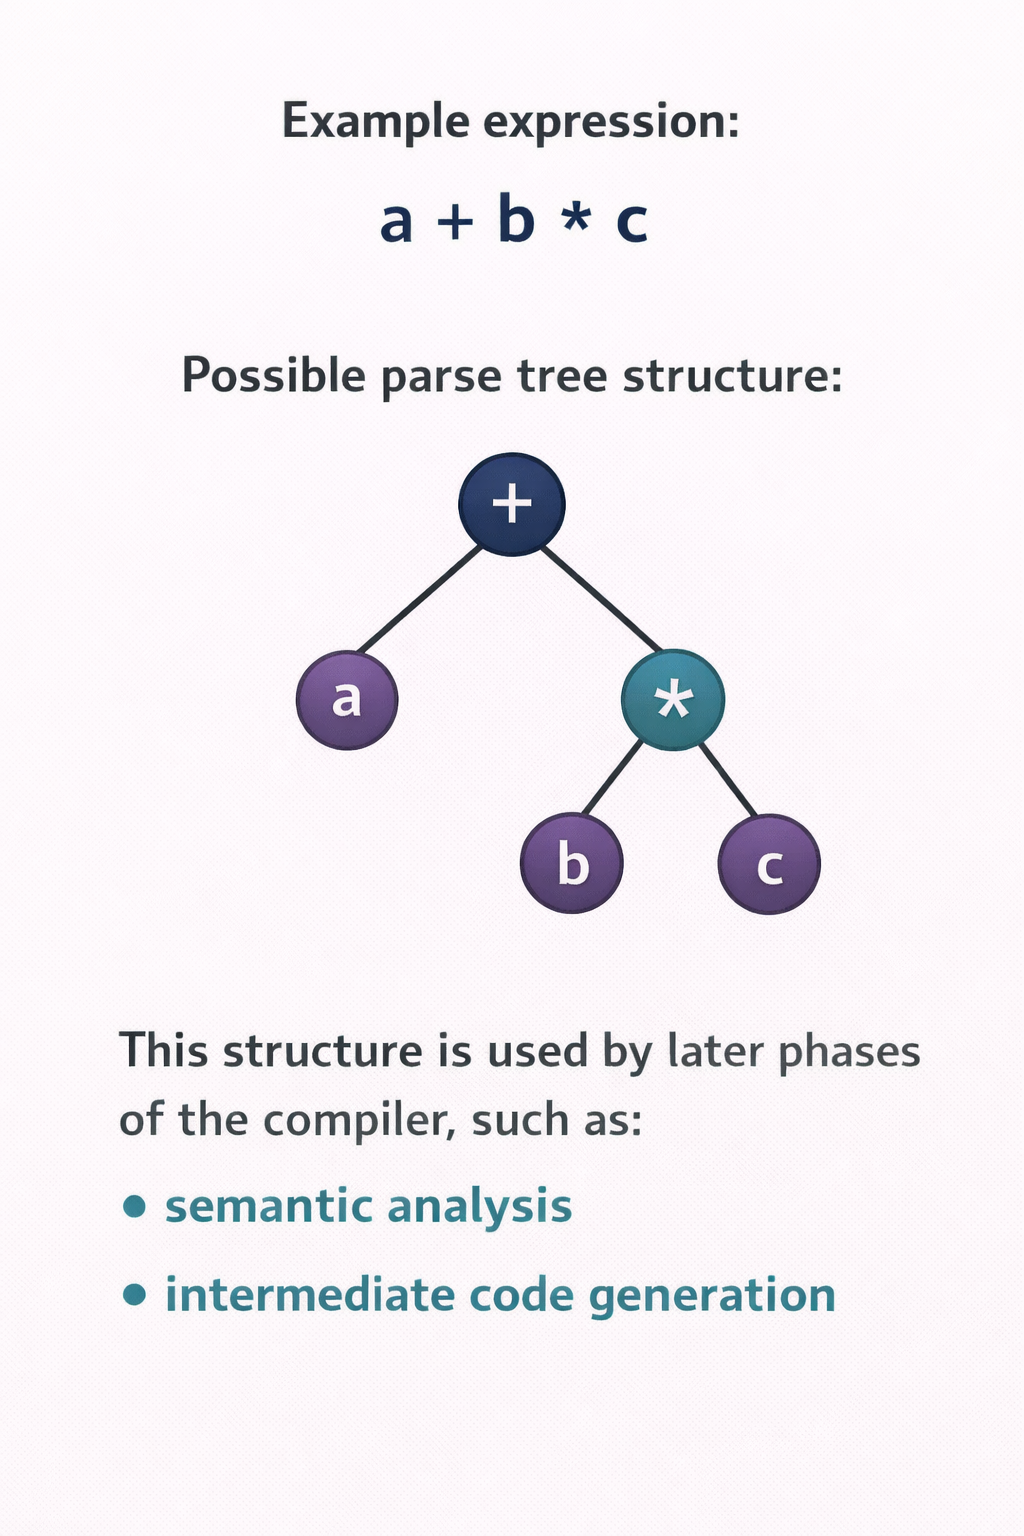 Example expression:
a + b * c
Possible parse tree structure:
+
a
*
b
c
This structure is used by later phases
of the compiler, such as:
• semantic analysis
• intermediate code generation